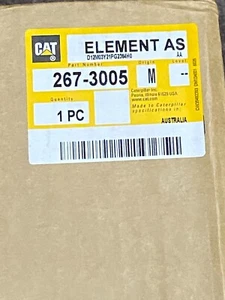 CAT
ELEMENT AS
AA
Part Number
Origin
Level
267-3005
M
--
Quantity
1 PC
Caterpillar Inc.
Peoria, Illinois 61629 USA
www.cat.com
Made to Caterpillar
specifications in:
AUSTRALIA